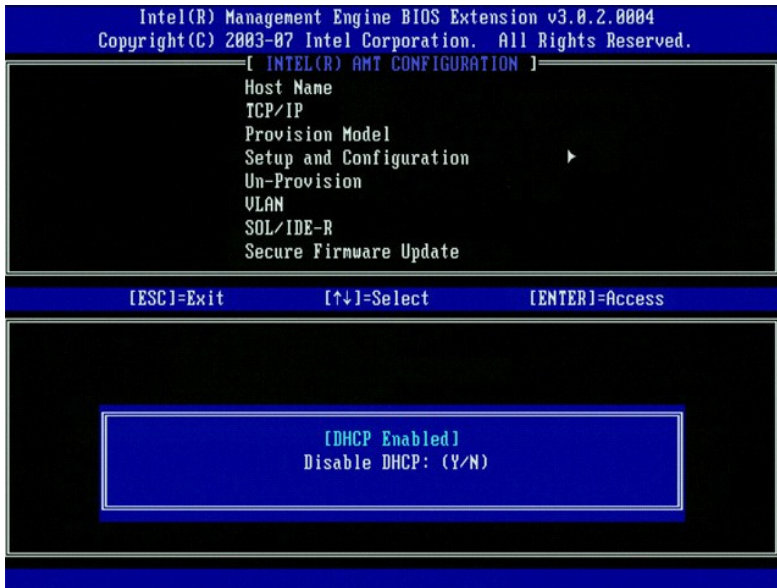 Intel(R) Management Engine BIOS Extension v3.0.2.0004
Copyright(C) 2003-07 Intel Corporation. All Rights Reserved.
[ INTEL(R) AMT CONFIGURATION ]
Host Name
TCP/IP
Provision Model
Setup and Configuration
Un-Provision
VLAN
SOL/IDE-R
Secure Firmware Update
[ESC]=Exit [↑↓]=Select [ENTER]=Access
[DHCP Enabled]
Disable DHCP: (Y/N)